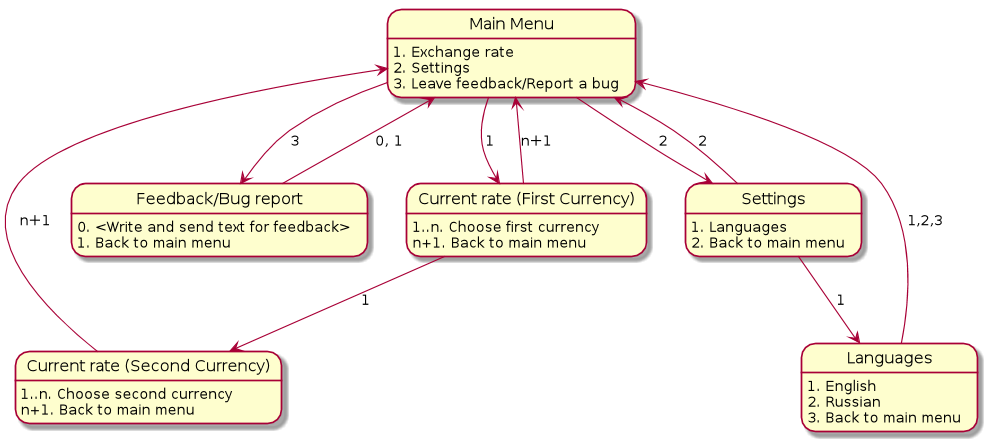 Main Menu
1. Exchange rate
2. Settings
3. Leave feedback/Report a bug
3
0, 1
1
n+1
2
2
Feedback/Bug report
0. <Write and send text for feedback>
1. Back to main menu
Current rate (First Currency)
1..n. Choose first currency
n+1. Back to main menu
Settings
1. Languages
2. Back to main menu
n+1
1,2,3
1
1
Current rate (Second Currency)
1..n. Choose second currency
n+1. Back to main menu
Languages
1. English
2. Russian
3. Back to main menu